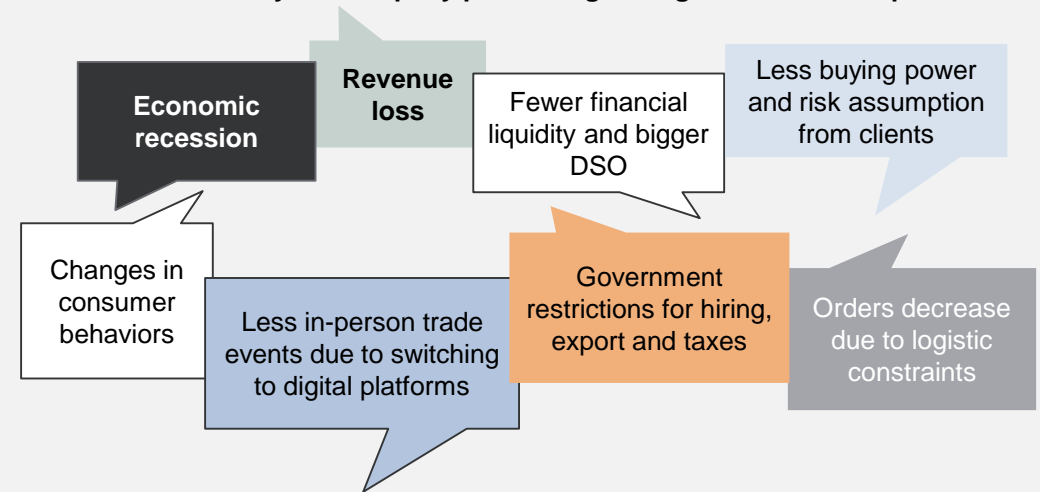 Economic
recession
Revenue
loss
Fewer financial
liquidity and bigger
DSO
Less buying power
and risk assumption
from clients
Changes in
consumer
behaviors
Less in-person trade
events due to switching
to digital platforms
Government
restrictions for hiring,
export and taxes
Orders decrease
due to logistic
constraints